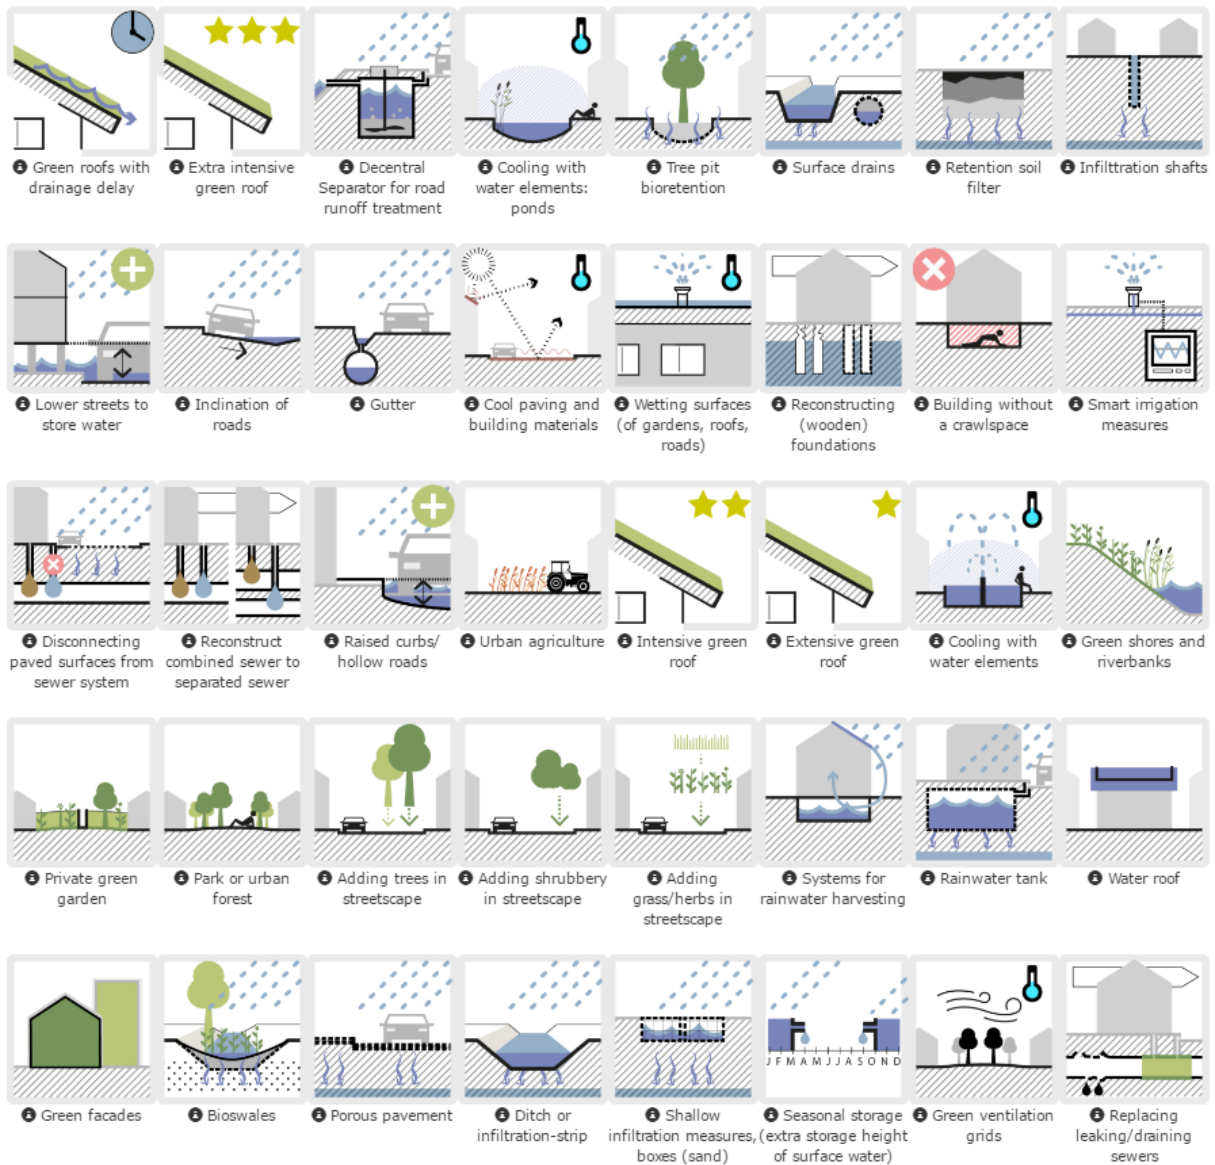 Green roofs with
drainage delay
Extra intensive
green roof
Decentral
Separator for road
runoff treatment
Cooling with
water elements:
ponds
Tree pit
bioretention
Surface drains
Retention soil
filter
Infilttration shafts
Lower streets to
store water
Inclination of
roads
Gutter
Cool paving and
building materials
Wetting surfaces
(of gardens, roofs,
roads)
Reconstructing
(wooden)
foundations
Building without
a crawlspace
Smart irrigation
measures
Disconnecting
paved surfaces from
sewer system
Reconstruct
combined sewer to
separated sewer
Raised curbs/
hollow roads
Urban agriculture
Intensive green
roof
Extensive green
roof
Cooling with
water elements
Green shores and
riverbanks
Private green
garden
Park or urban
forest
Adding trees in
streetscape
Adding shrubbery
in streetscape
Adding
grass/herbs in
streetscape
Systems for
rainwater harvesting
Rainwater tank
Water roof
J F M A M J J A S O N D
Green facades
Bioswales
Porous pavement
Ditch or
infiltration-strip
Shallow
infiltration measures,
boxes (sand)
Seasonal storage
(extra storage height
of surface water)
Green ventilation
grids
Replacing
leaking/draining
sewers